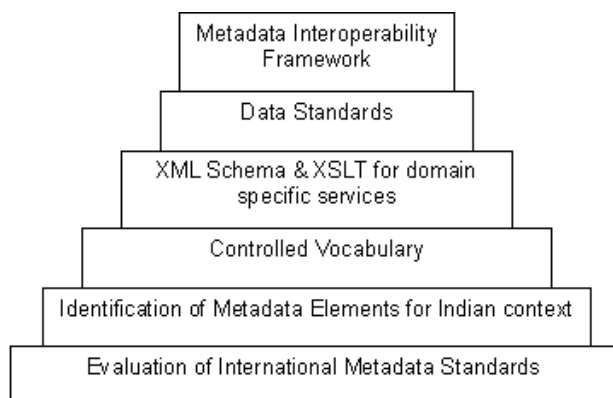 Metadata Interoperability
Framework
Data Standards
XML Schema & XSLT for domain
specific services
Controlled Vocabulary
Identification of Metadata Elements for Indian context
Evaluation of International Metadata Standards